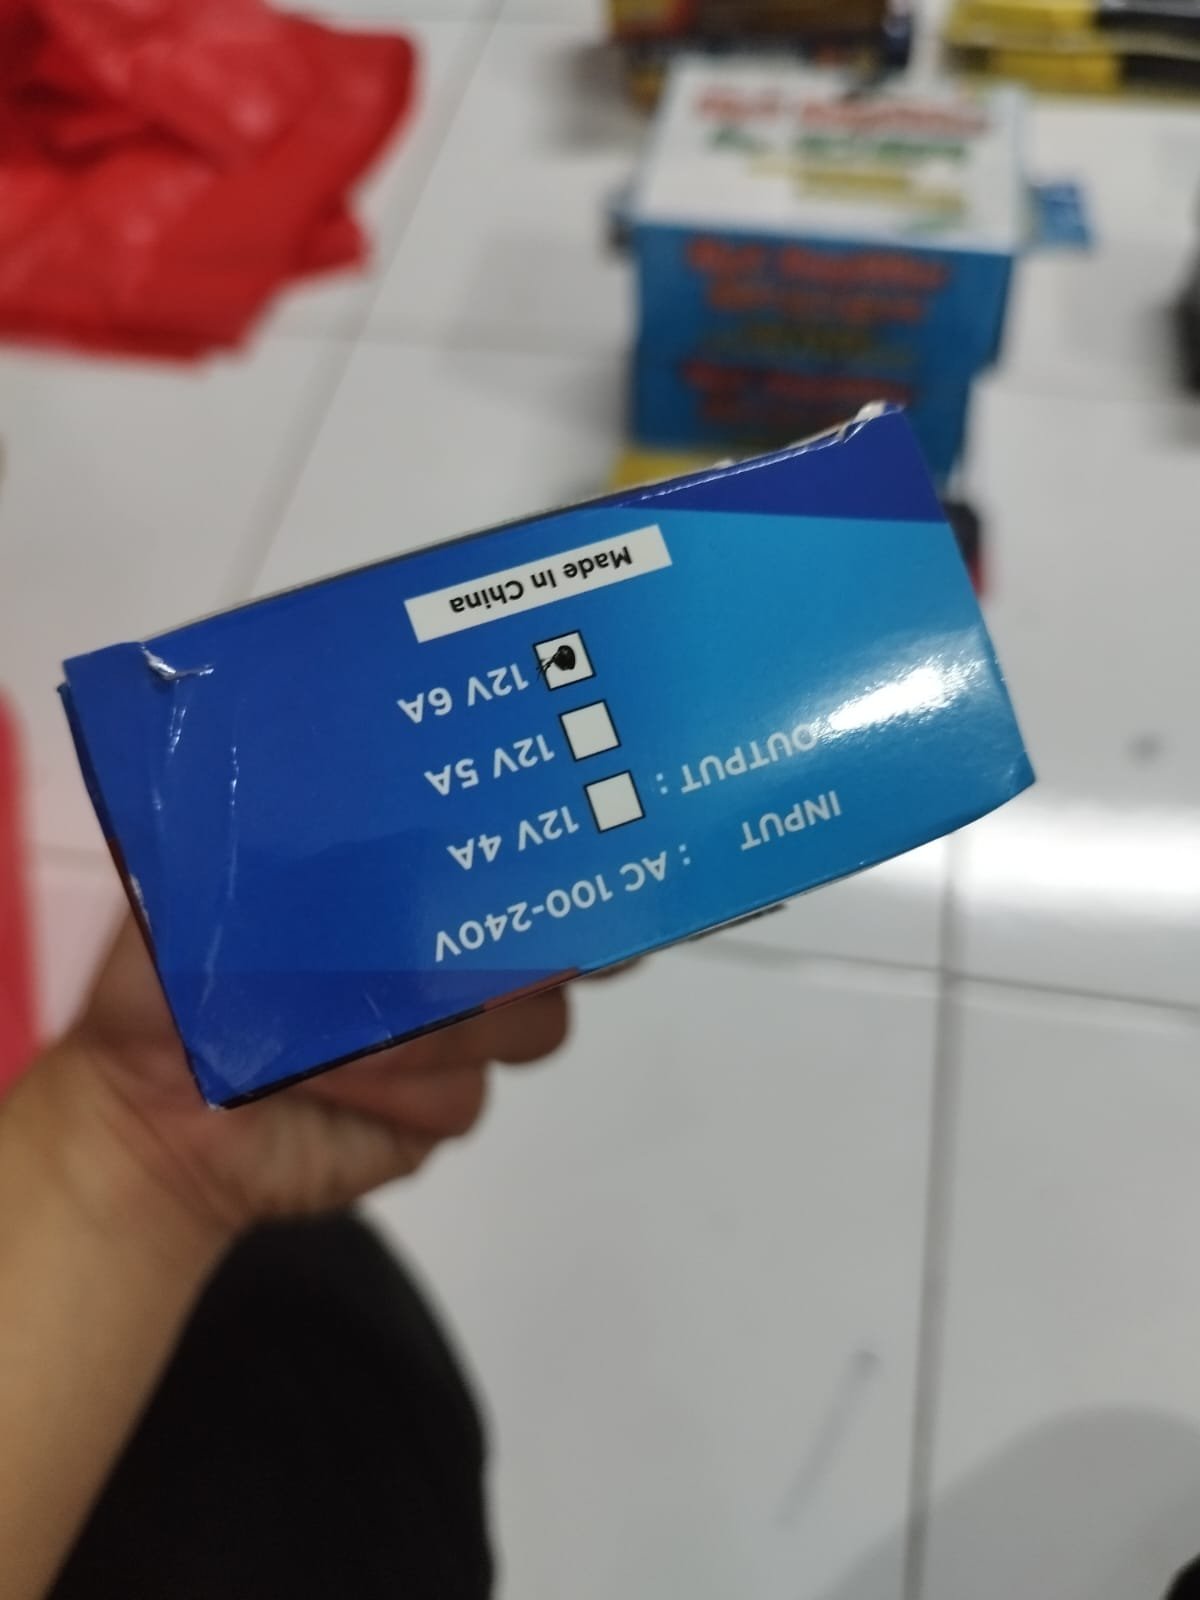 INPUT : AC 100-240V
OUTPUT : 12V 4A
12V 5A
12V 6A
Made In China